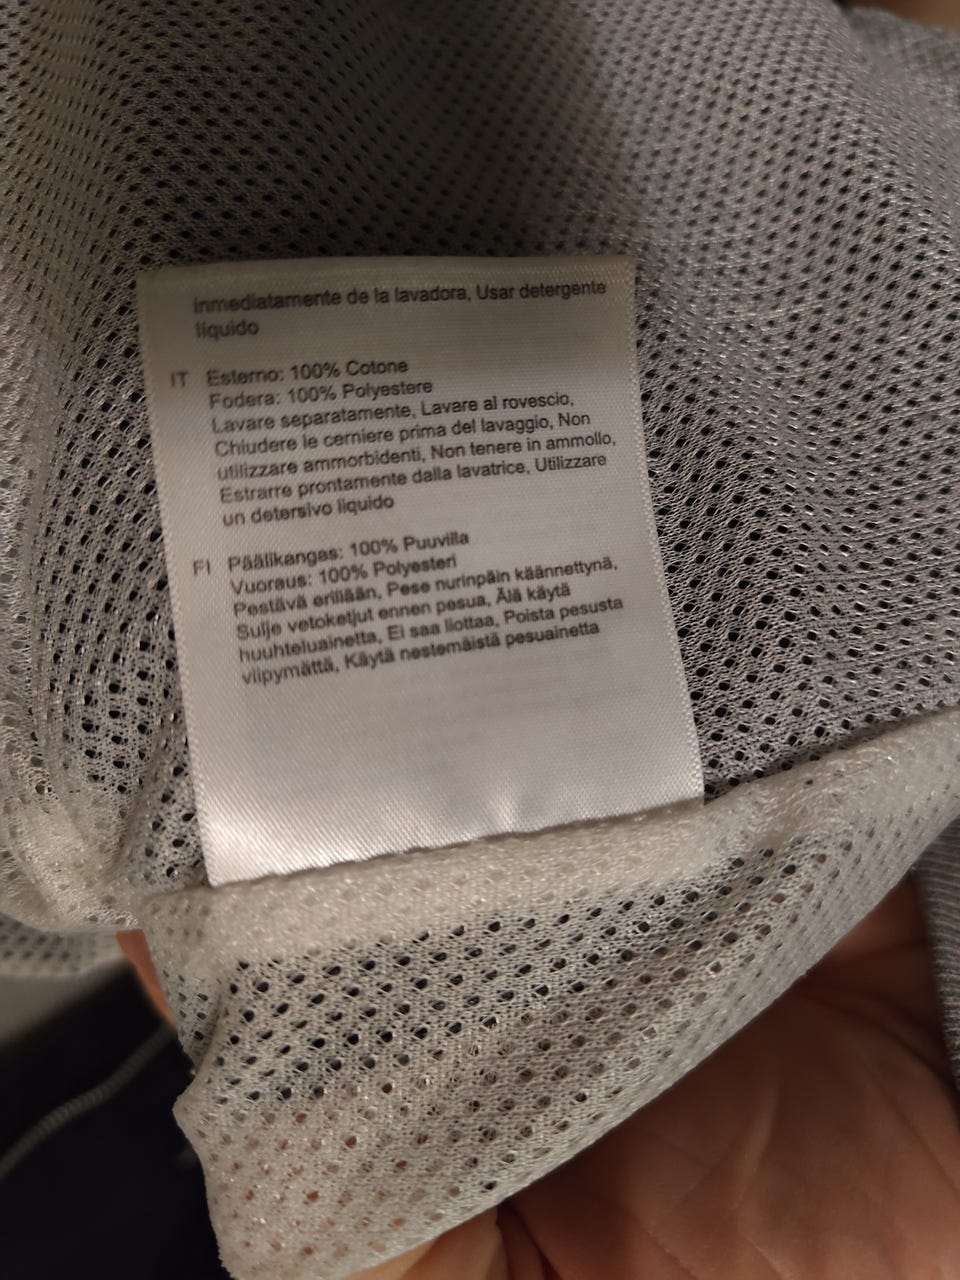 inmediatamente de la lavadora, Usar detergente
líquido
IT Esterno: 100% Cotone
Fodera: 100% Polyestere
Lavare separatamente, Lavare al rovescio,
Chiudere le cerniere prima del lavaggio, Non
utilizzare ammorbidenti, Non tenere in ammollo,
Estrarre prontamente dalla lavatrice, Utilizzare
un detersivo liquido
FI Päälikangas: 100% Puuvilla
Vuoraus: 100% Polyesteri
Pestävä erillään, Pese nurinpäin käännettynä,
Sulje vetoketjut ennen pesua, Älä käytä
huuhteluainetta, Ei saa liottaa, Poista pesusta
viipymättä, Käytä nestemäistä pesuainetta